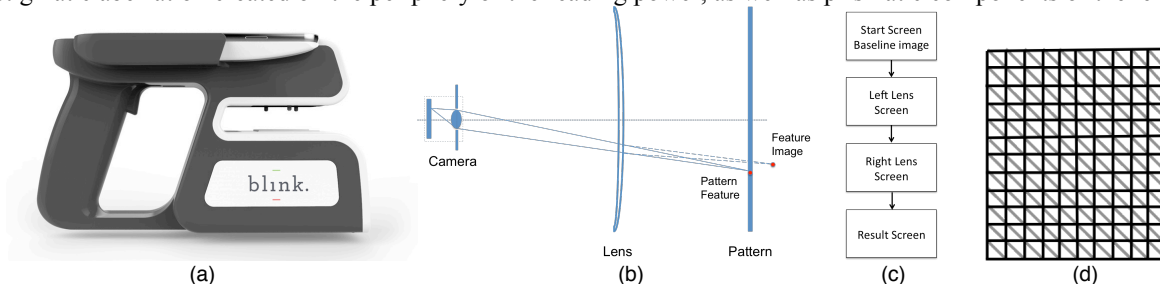 blink.
(a)
Camera
Lens
Pattern
Feature
Image
Pattern
Feature
(b)
Start Screen
Baseline image
Left Lens
Screen
Right Lens
Screen
Result Screen
(c)
(d)